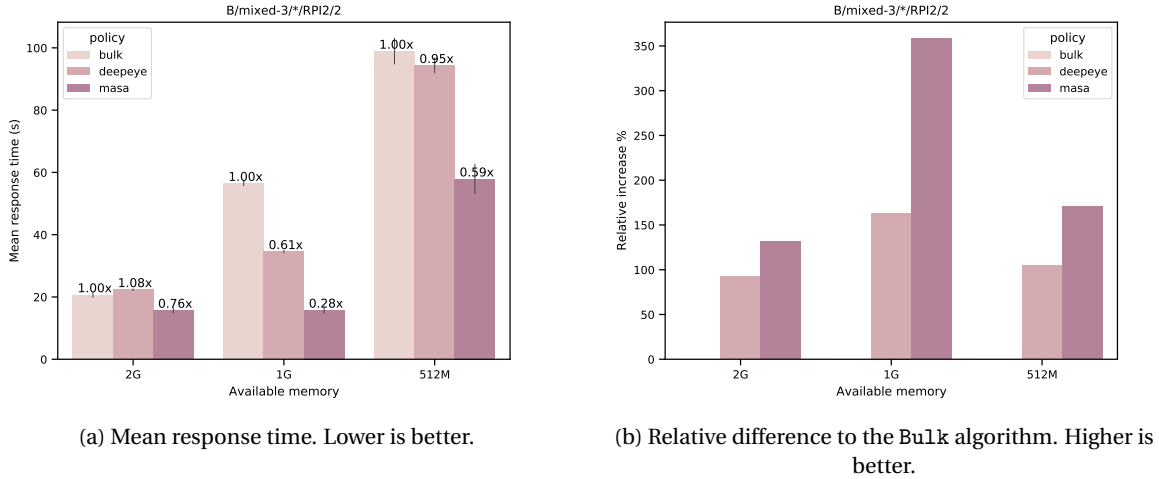 B/mixed-3/*/RPI2/2
policy
bulk
deepeye
masa
Mean response time (s)
100
80
60
40
20
0
1.00x
1.08x
0.76x
1.00x
0.61x
0.28x
1.00x
0.95x
0.59x
2G
1G
512M
Available memory
(a) Mean response time. Lower is better.
B/mixed-3/*/RPI2/2
policy
bulk
deepeye
masa
Relative increase %
350
300
250
200
150
100
50
0
2G
1G
512M
Available memory
(b) Relative difference to the Bulk algorithm. Higher is
better.